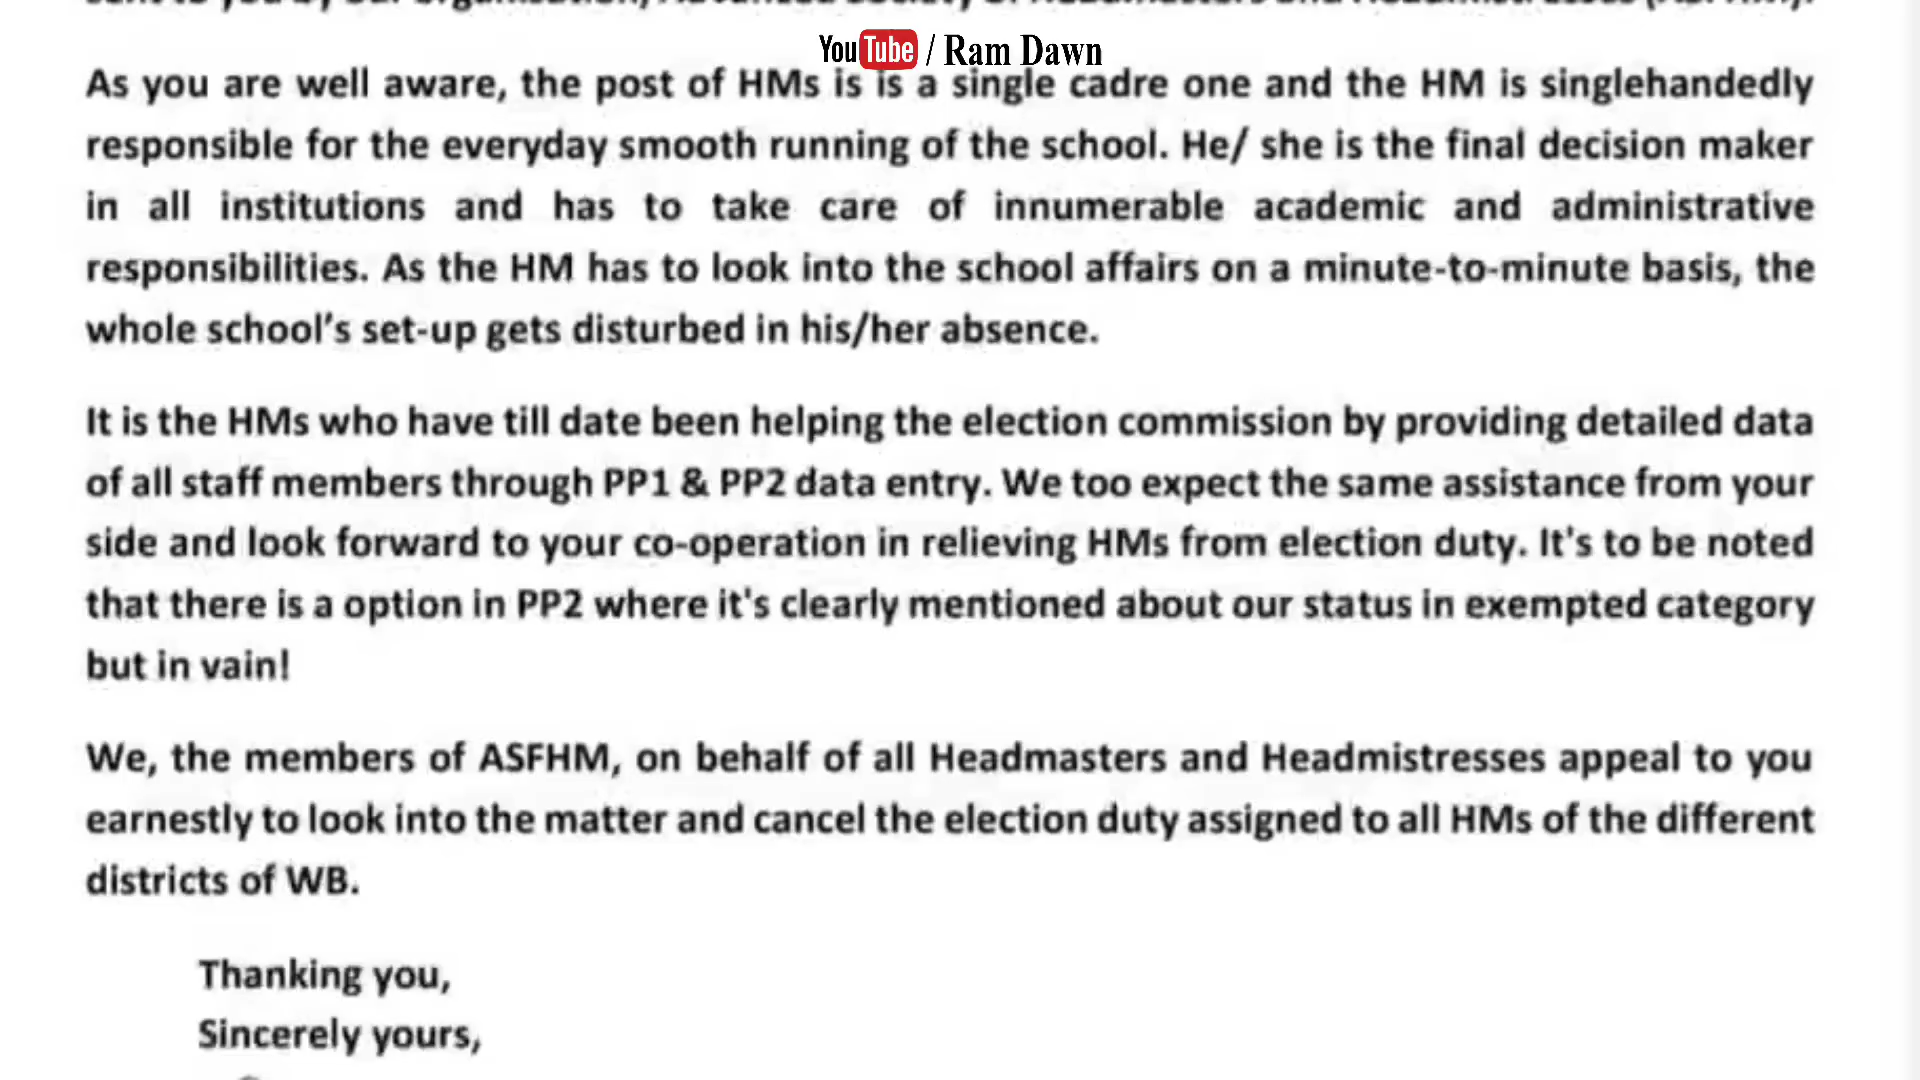 YouTube / Ram Dawn
As you are well aware, the post of HMs is is a single cadre one and the HM is singlehandedly
responsible for the everyday smooth running of the school. He/ she is the final decision maker
in all institutions and has to take care of innumerable academic and administrative
responsibilities. As the HM has to look into the school affairs on a minute-to-minute basis, the
whole school's set-up gets disturbed in his/her absence.
It is the HMs who have till date been helping the election commission by providing detailed data
of all staff members through PP1 & PP2 data entry. We too expect the same assistance from your
side and look forward to your co-operation in relieving HMs from election duty. It's to be noted
that there is a option in PP2 where it's clearly mentioned about our status in exempted category
but in vain!
We, the members of ASFHM, on behalf of all Headmasters and Headmistresses appeal to you
earnestly to look into the matter and cancel the election duty assigned to all HMs of the different
districts of WB.
Thanking you,
Sincerely yours,